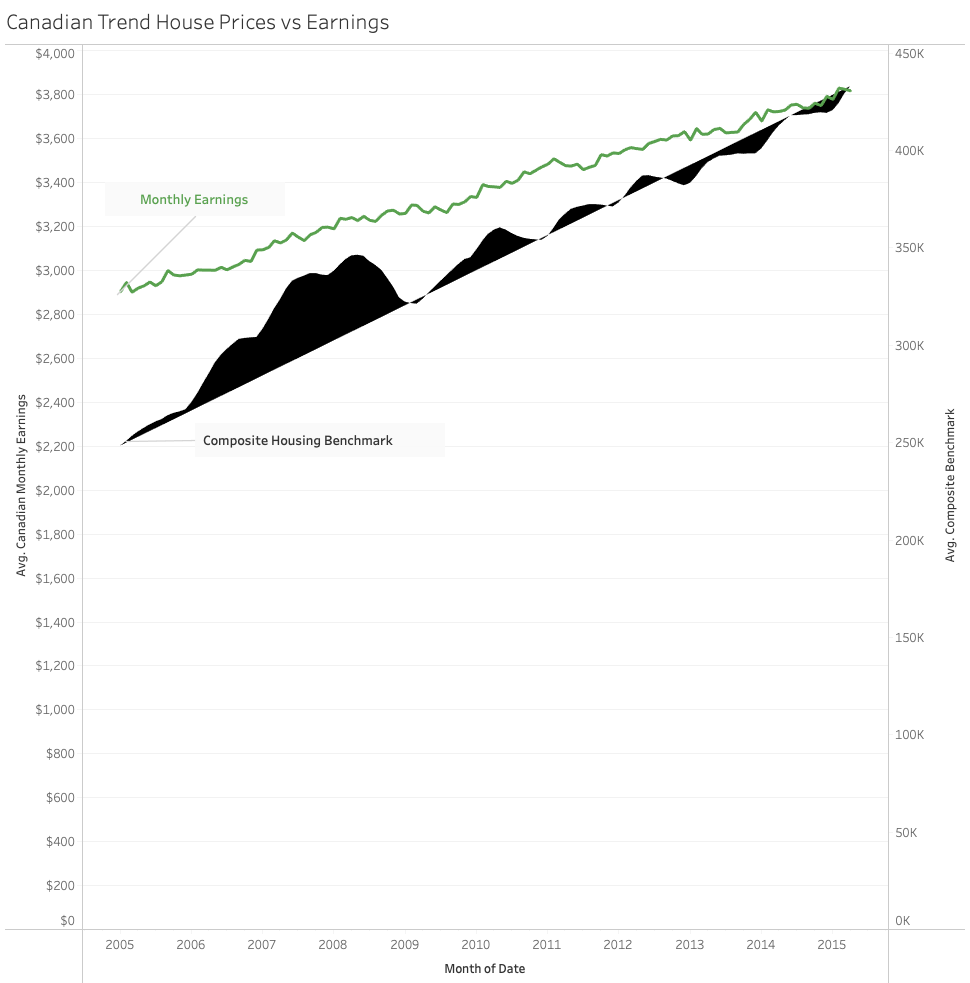 Canadian Trend House Prices vs Earnings
$4,000
$3,800
$3,600
$3,400
$3,200
$3,000
$2,800
$2,600
$2,400
$2,200
$2,000
$1,800
$1,600
$1,400
$1,200
$1,000
$800
$600
$400
$200
$0
Avg. Canadian Monthly Earnings
Monthly Earnings
Composite Housing Benchmark
450K
400K
350K
300K
250K
200K
150K
100K
50K
0K
Avg. Composite Benchmark
2005 2006 2007 2008 2009 2010 2011 2012 2013 2014 2015
Month of Date